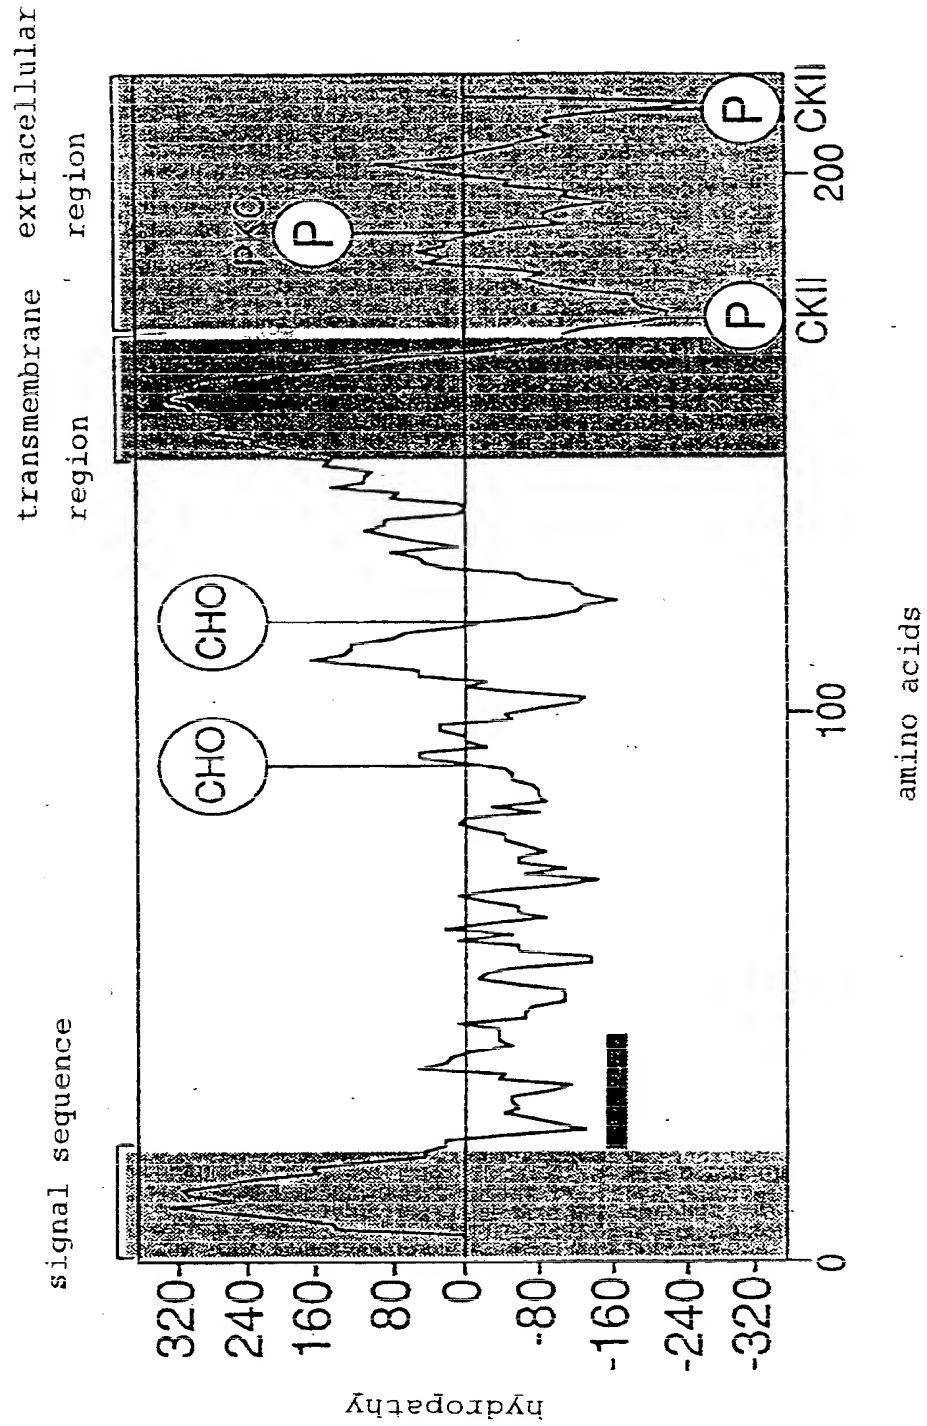 signal sequence
transmembrane
region
extracellular
region
CHO
CHO
PKC
P
P
P
CKII
CKII
320
240
160
80
0
-80
-160
-240
-320
hydropathy
0
100
200
amino acids